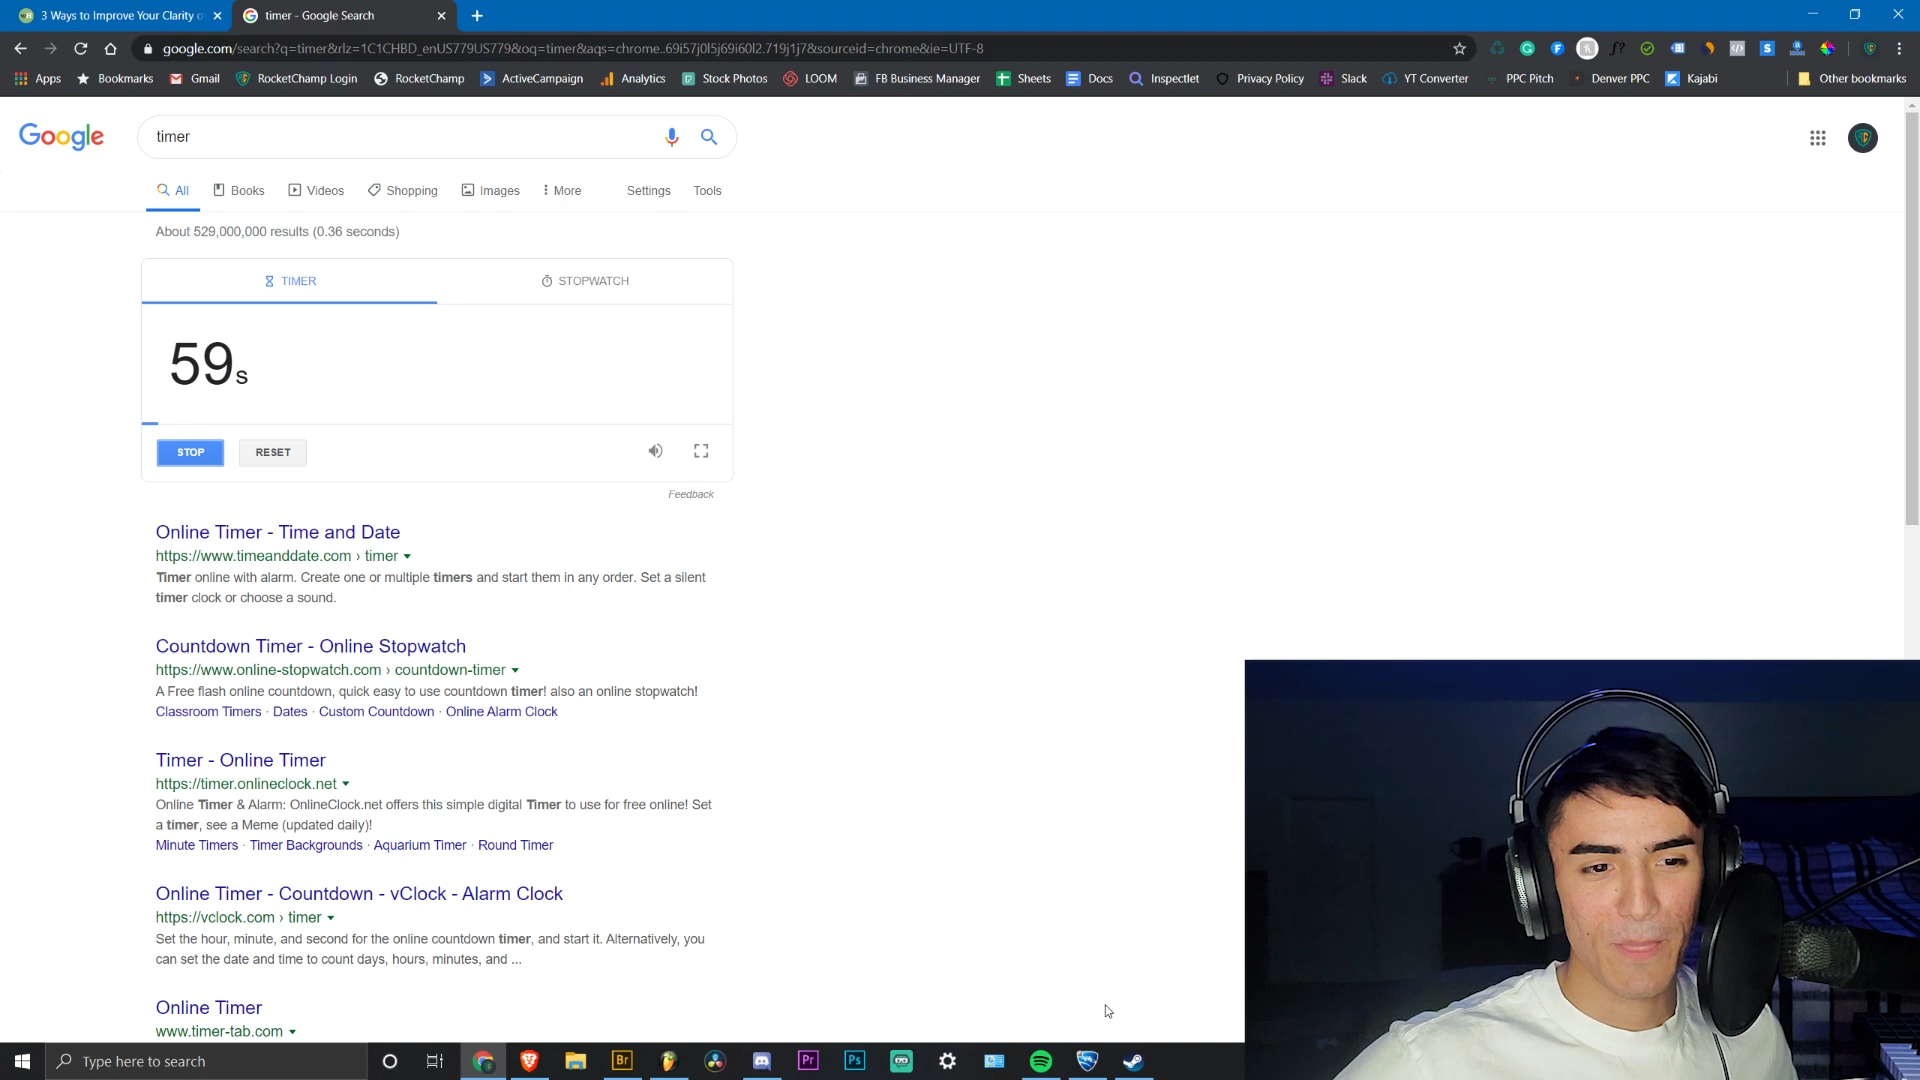 3 Ways to Improve Your Clarity o
timer - Google Search
google.com/search?q=timer&rlz=1C1CHBD_enUS779US779&oq=timer&aqs=chrome..69i57j0l5j69i60l2.719j1j7&sourceid=chrome&ie=UTF-8
Apps Bookmarks Gmail RocketChamp Login RocketChamp ActiveCampaign Analytics Stock Photos LOOM FB Business Manager Sheets Docs Inspectlet Privacy Policy Slack YT Converter PPC Pitch Denver PPC Kajabi Other bookmarks
Google
timer
All Books Videos Shopping Images More Settings Tools
About 529,000,000 results (0.36 seconds)
TIMER STOPWATCH
59s
STOP RESET
Feedback
Online Timer - Time and Date
https://www.timeanddate.com › timer
Timer online with alarm. Create one or multiple timers and start them in any order. Set a silent
timer clock or choose a sound.
Countdown Timer - Online Stopwatch
https://www.online-stopwatch.com › countdown-timer
A Free flash online countdown, quick easy to use countdown timer! also an online stopwatch!
Classroom Timers · Dates · Custom Countdown · Online Alarm Clock
Timer - Online Timer
https://timer.onlineclock.net
Online Timer & Alarm: OnlineClock.net offers this simple digital Timer to use for free online! Set
a timer, see a Meme (updated daily)!
Minute Timers · Timer Backgrounds · Aquarium Timer · Round Timer
Online Timer - Countdown - vClock - Alarm Clock
https://vclock.com › timer
Set the hour, minute, and second for the online countdown timer, and start it. Alternatively, you
can set the date and time to count days, hours, minutes, and ...
Online Timer
www.timer-tab.com
Type here to search
Br Pr Ps